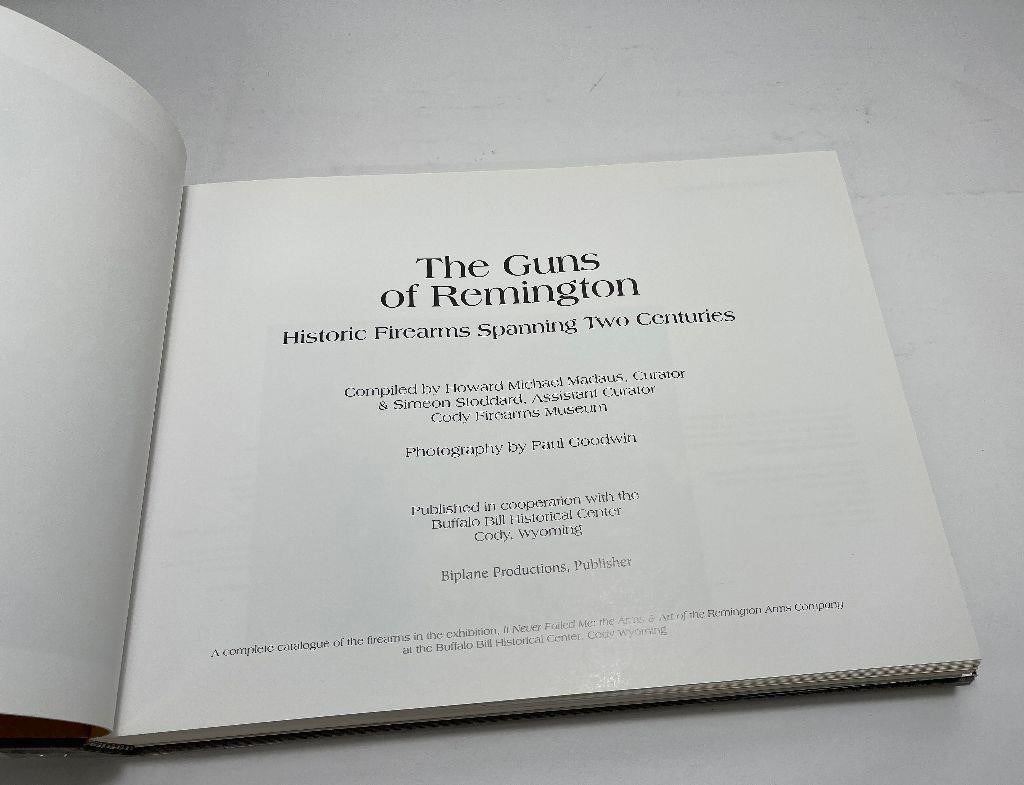 The Guns
of Remington
Historic Firearms Spanning Two Centuries
Compiled by Howard Michael Madaus, Curator
& Simeon Stoddard, Assistant Curator
Cody Firearms Museum
Photography by Paul Goodwin
Published in cooperation with the
Buffalo Bill Historical Center
Cody, Wyoming
Biplane Productions, Publisher
A complete catalogue of the firearms in the exhibition, It Never Failed Me: the Arms & Art of the Remington Arms Company
at the Buffalo Bill Historical Center, Cody Wyoming